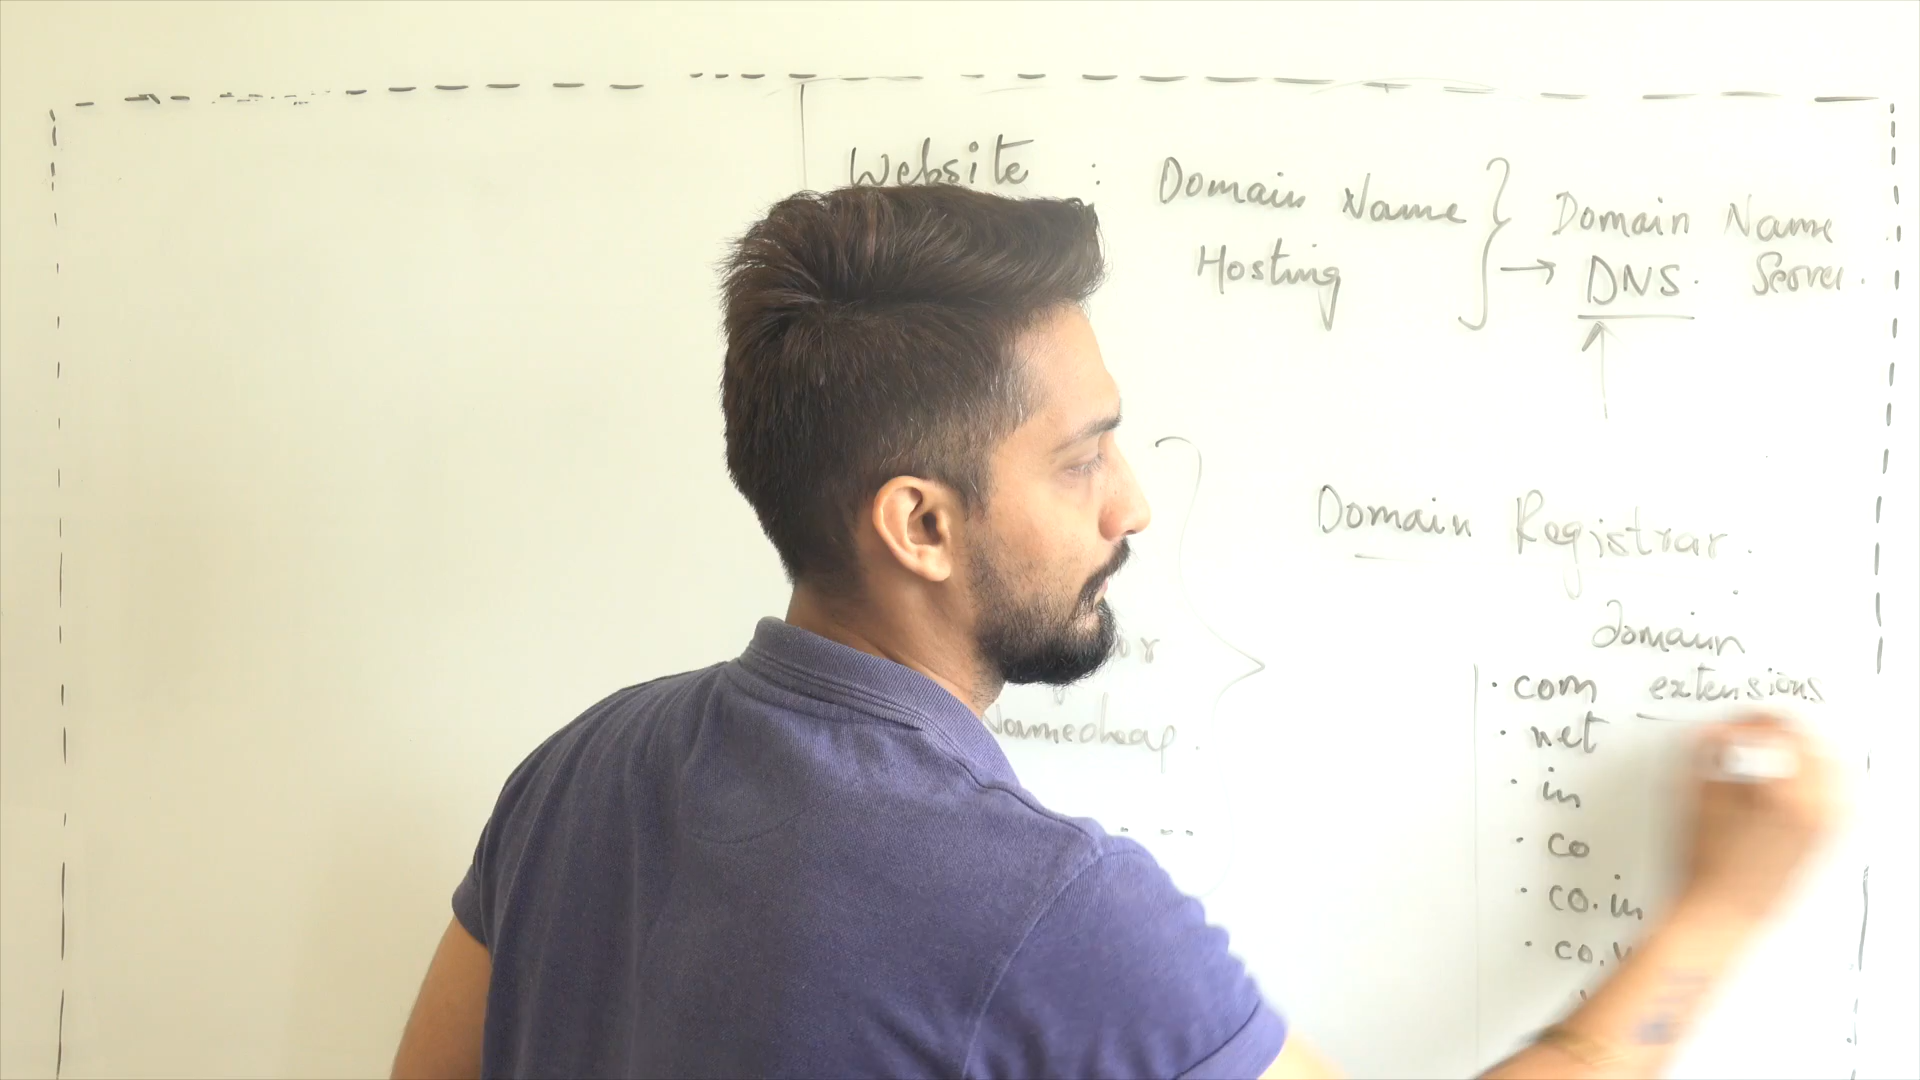 Website : Domain Name
Hosting
Domain Name
DNS. Server.
Domain Registrar.
Namecheap.
domain
extensions
.com
.net
.in
.co
.co.in